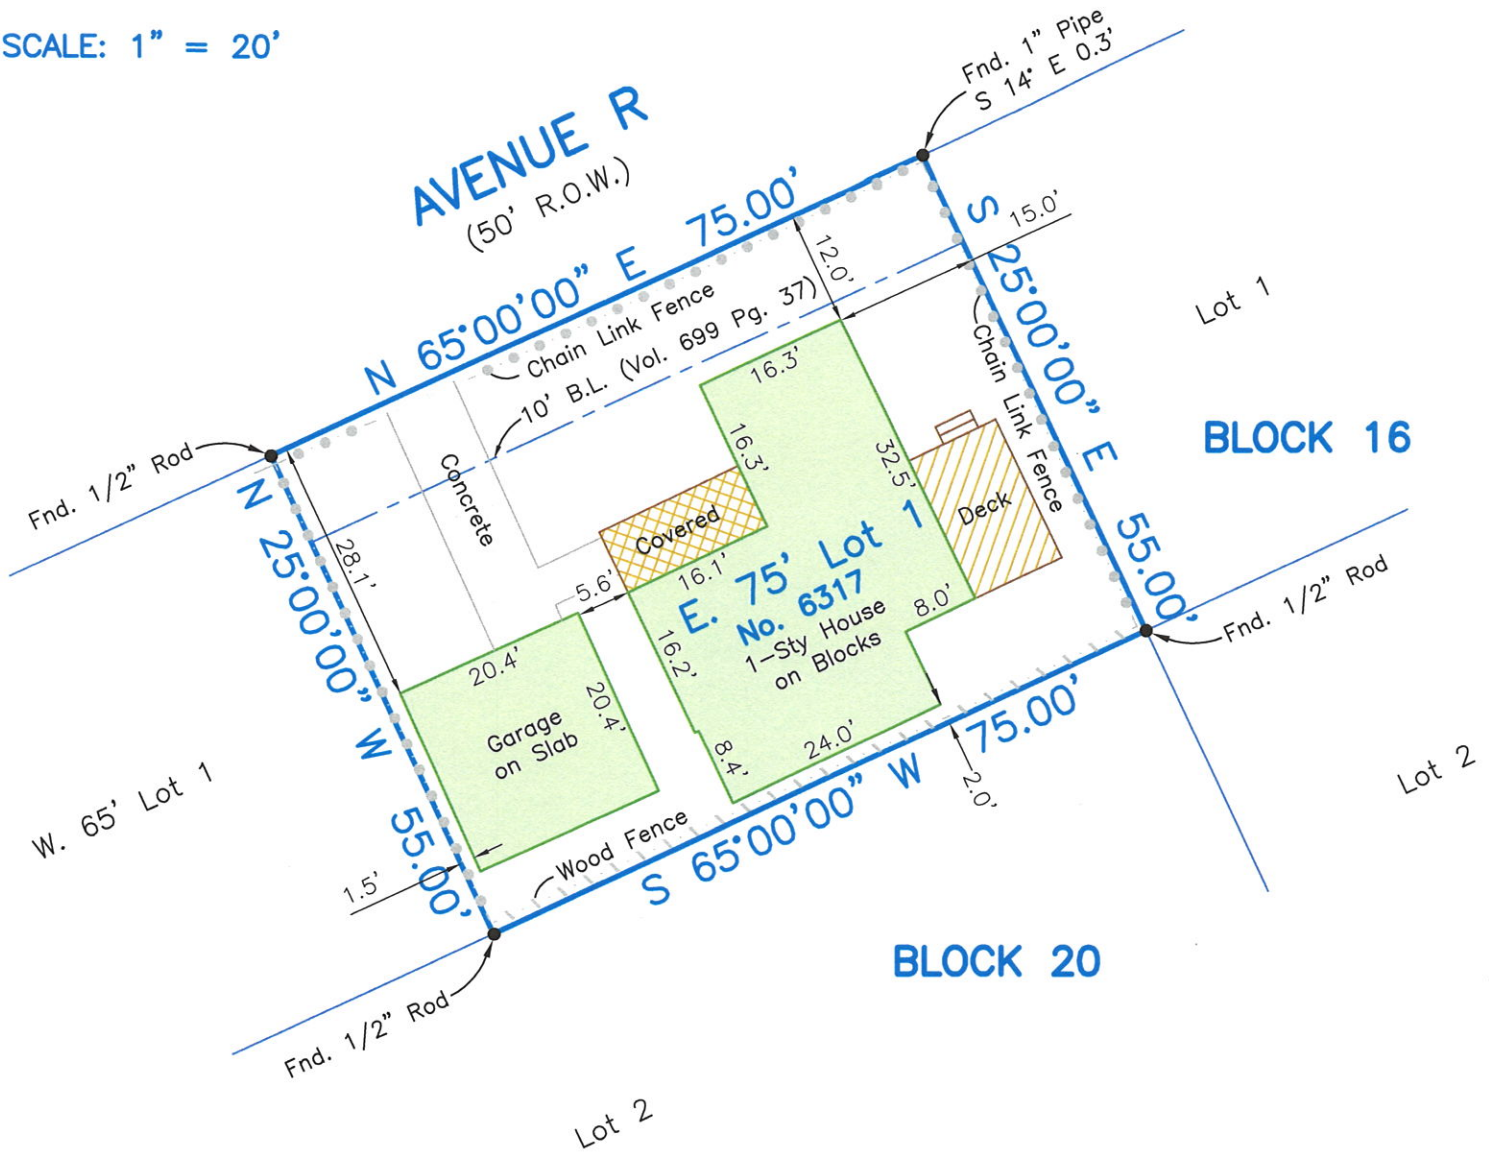 SCALE: 1" = 20'
Fnd. 1" Pipe
S 14° E 0.3'
AVENUE R
(50' R.O.W.)
N 65°00'00" E 75.00'
S 25°00'00" E 55.00'
15.0'
12.0'
Chain Link Fence
10' B.L. (Vol. 699 Pg. 37)
Chain Link Fence
Lot 1
BLOCK 16
Fnd. 1/2" Rod
N 25°00'00" W 55.00'
28.1'
Concrete
16.3'
16.3'
32.5'
Covered
Deck
16.1'
5.6'
E. 75' Lot 1
No. 6317
1-Sty House
on Blocks
8.0'
16.2'
20.4'
20.4'
Garage
on Slab
8.4'
24.0'
Fnd. 1/2" Rod
2.0'
S 65°00'00" W 75.00'
Wood Fence
1.5'
W. 65' Lot 1
Lot 2
BLOCK 20
Fnd. 1/2" Rod
Lot 2